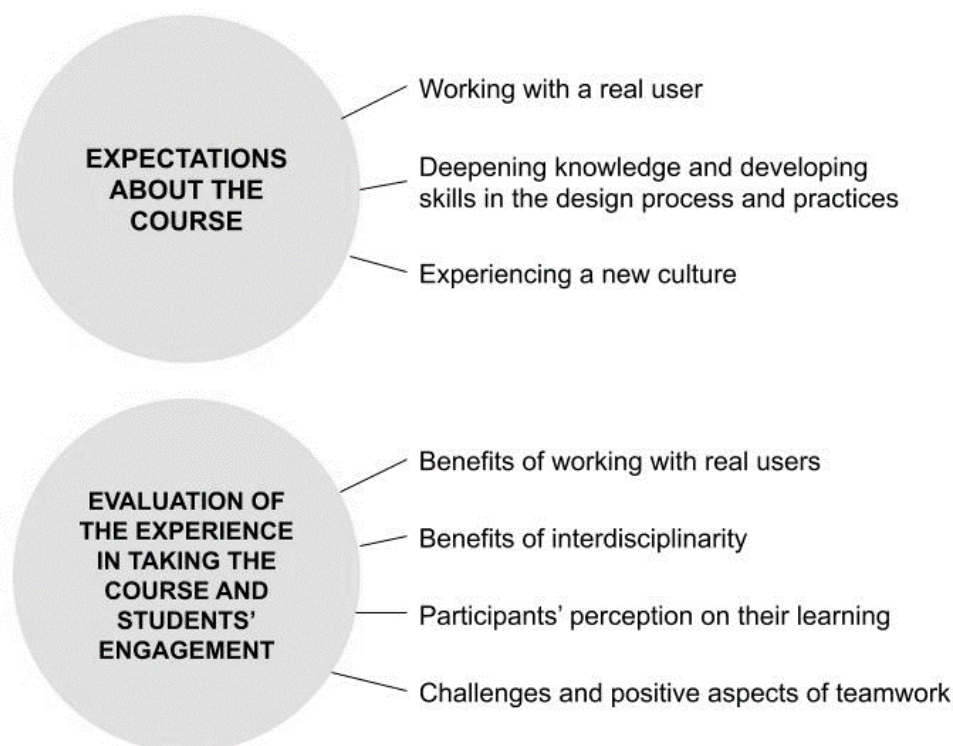 EXPECTATIONS
ABOUT THE
COURSE
Working with a real user
Deepening knowledge and developing
skills in the design process and practices
Experiencing a new culture
EVALUATION OF
THE EXPERIENCE
IN TAKING THE
COURSE AND
STUDENTS’
ENGAGEMENT
Benefits of working with real users
Benefits of interdisciplinarity
Participants’ perception on their learning
Challenges and positive aspects of teamwork